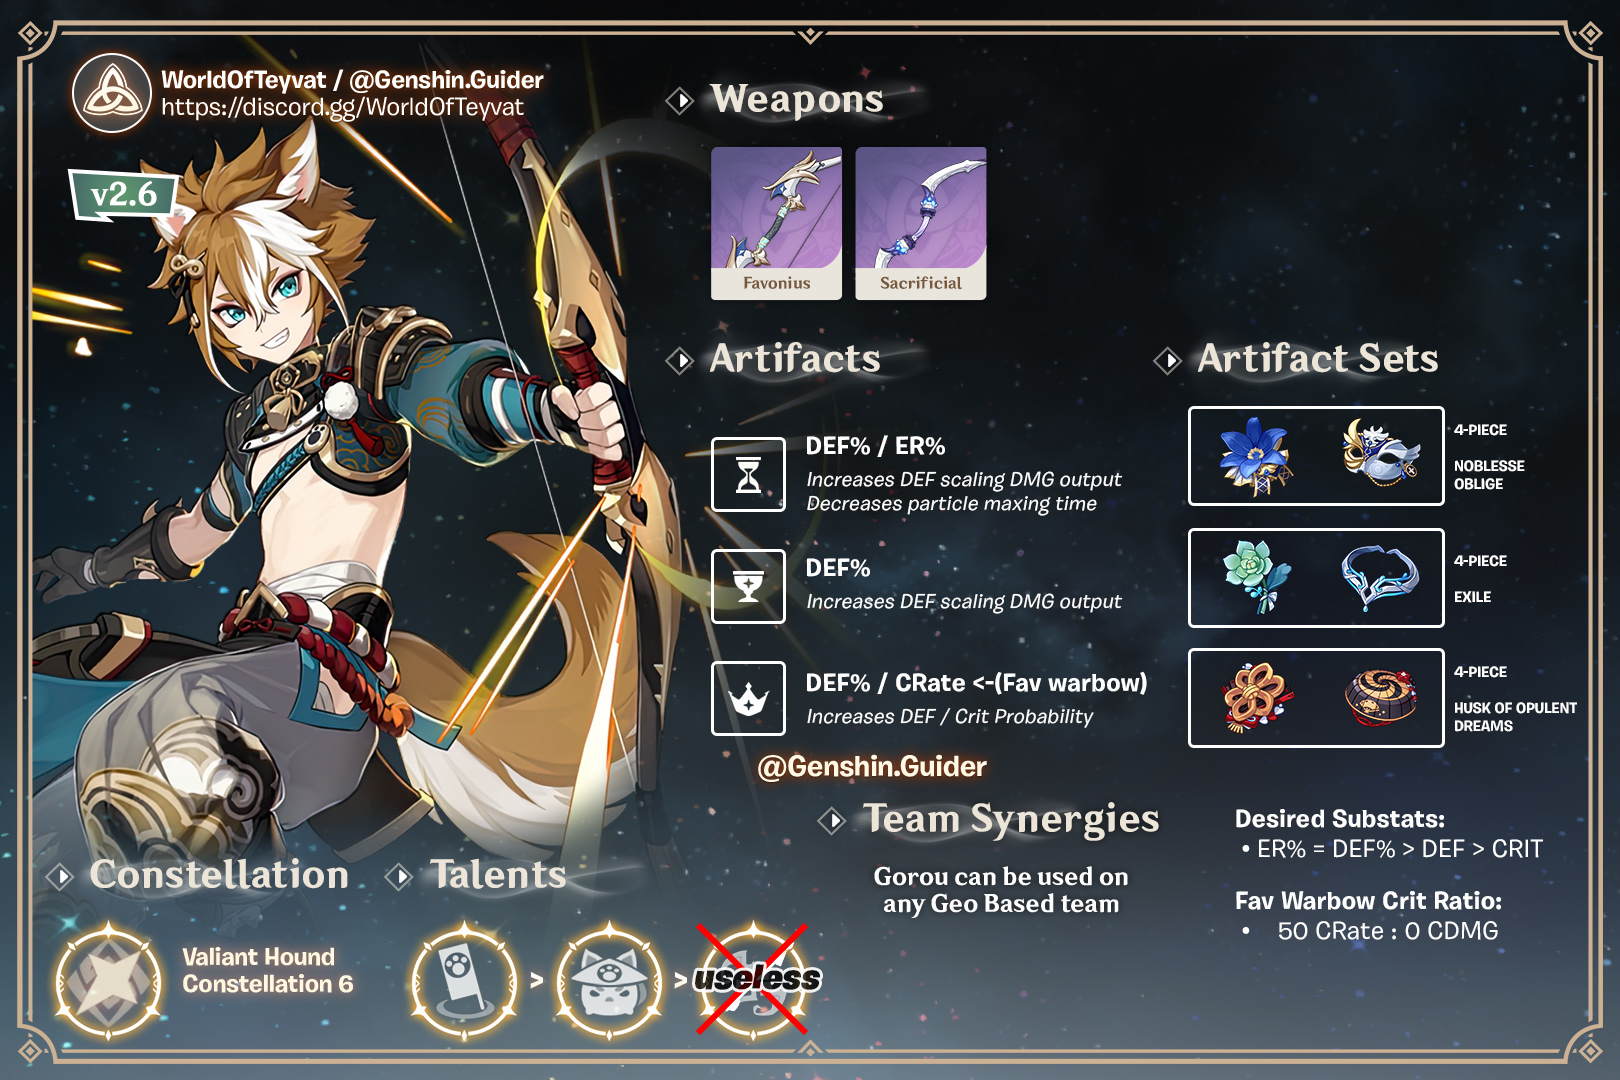 WorldOfTeyvat / @Genshin.Guider
https://discord.gg/WorldOfTeyvat
v2.6
Weapons
Favonius
Sacrificial
Artifacts
DEF% / ER%
Increases DEF scaling DMG output
Decreases particle maxing time
DEF%
Increases DEF scaling DMG output
DEF% / CRate <-(Fav warbow)
Increases DEF / Crit Probability
@Genshin.Guider
Artifact Sets
4-PIECE
NOBLESSE
OBLIGE
4-PIECE
EXILE
4-PIECE
HUSK OF OPULENT
DREAMS
Team Synergies
Gorou can be used on
any Geo Based team
Desired Substats:
• ER% = DEF% > DEF > CRIT
Fav Warbow Crit Ratio:
• 50 CRate : 0 CDMG
Constellation
Valiant Hound
Constellation 6
Talents
> > useless